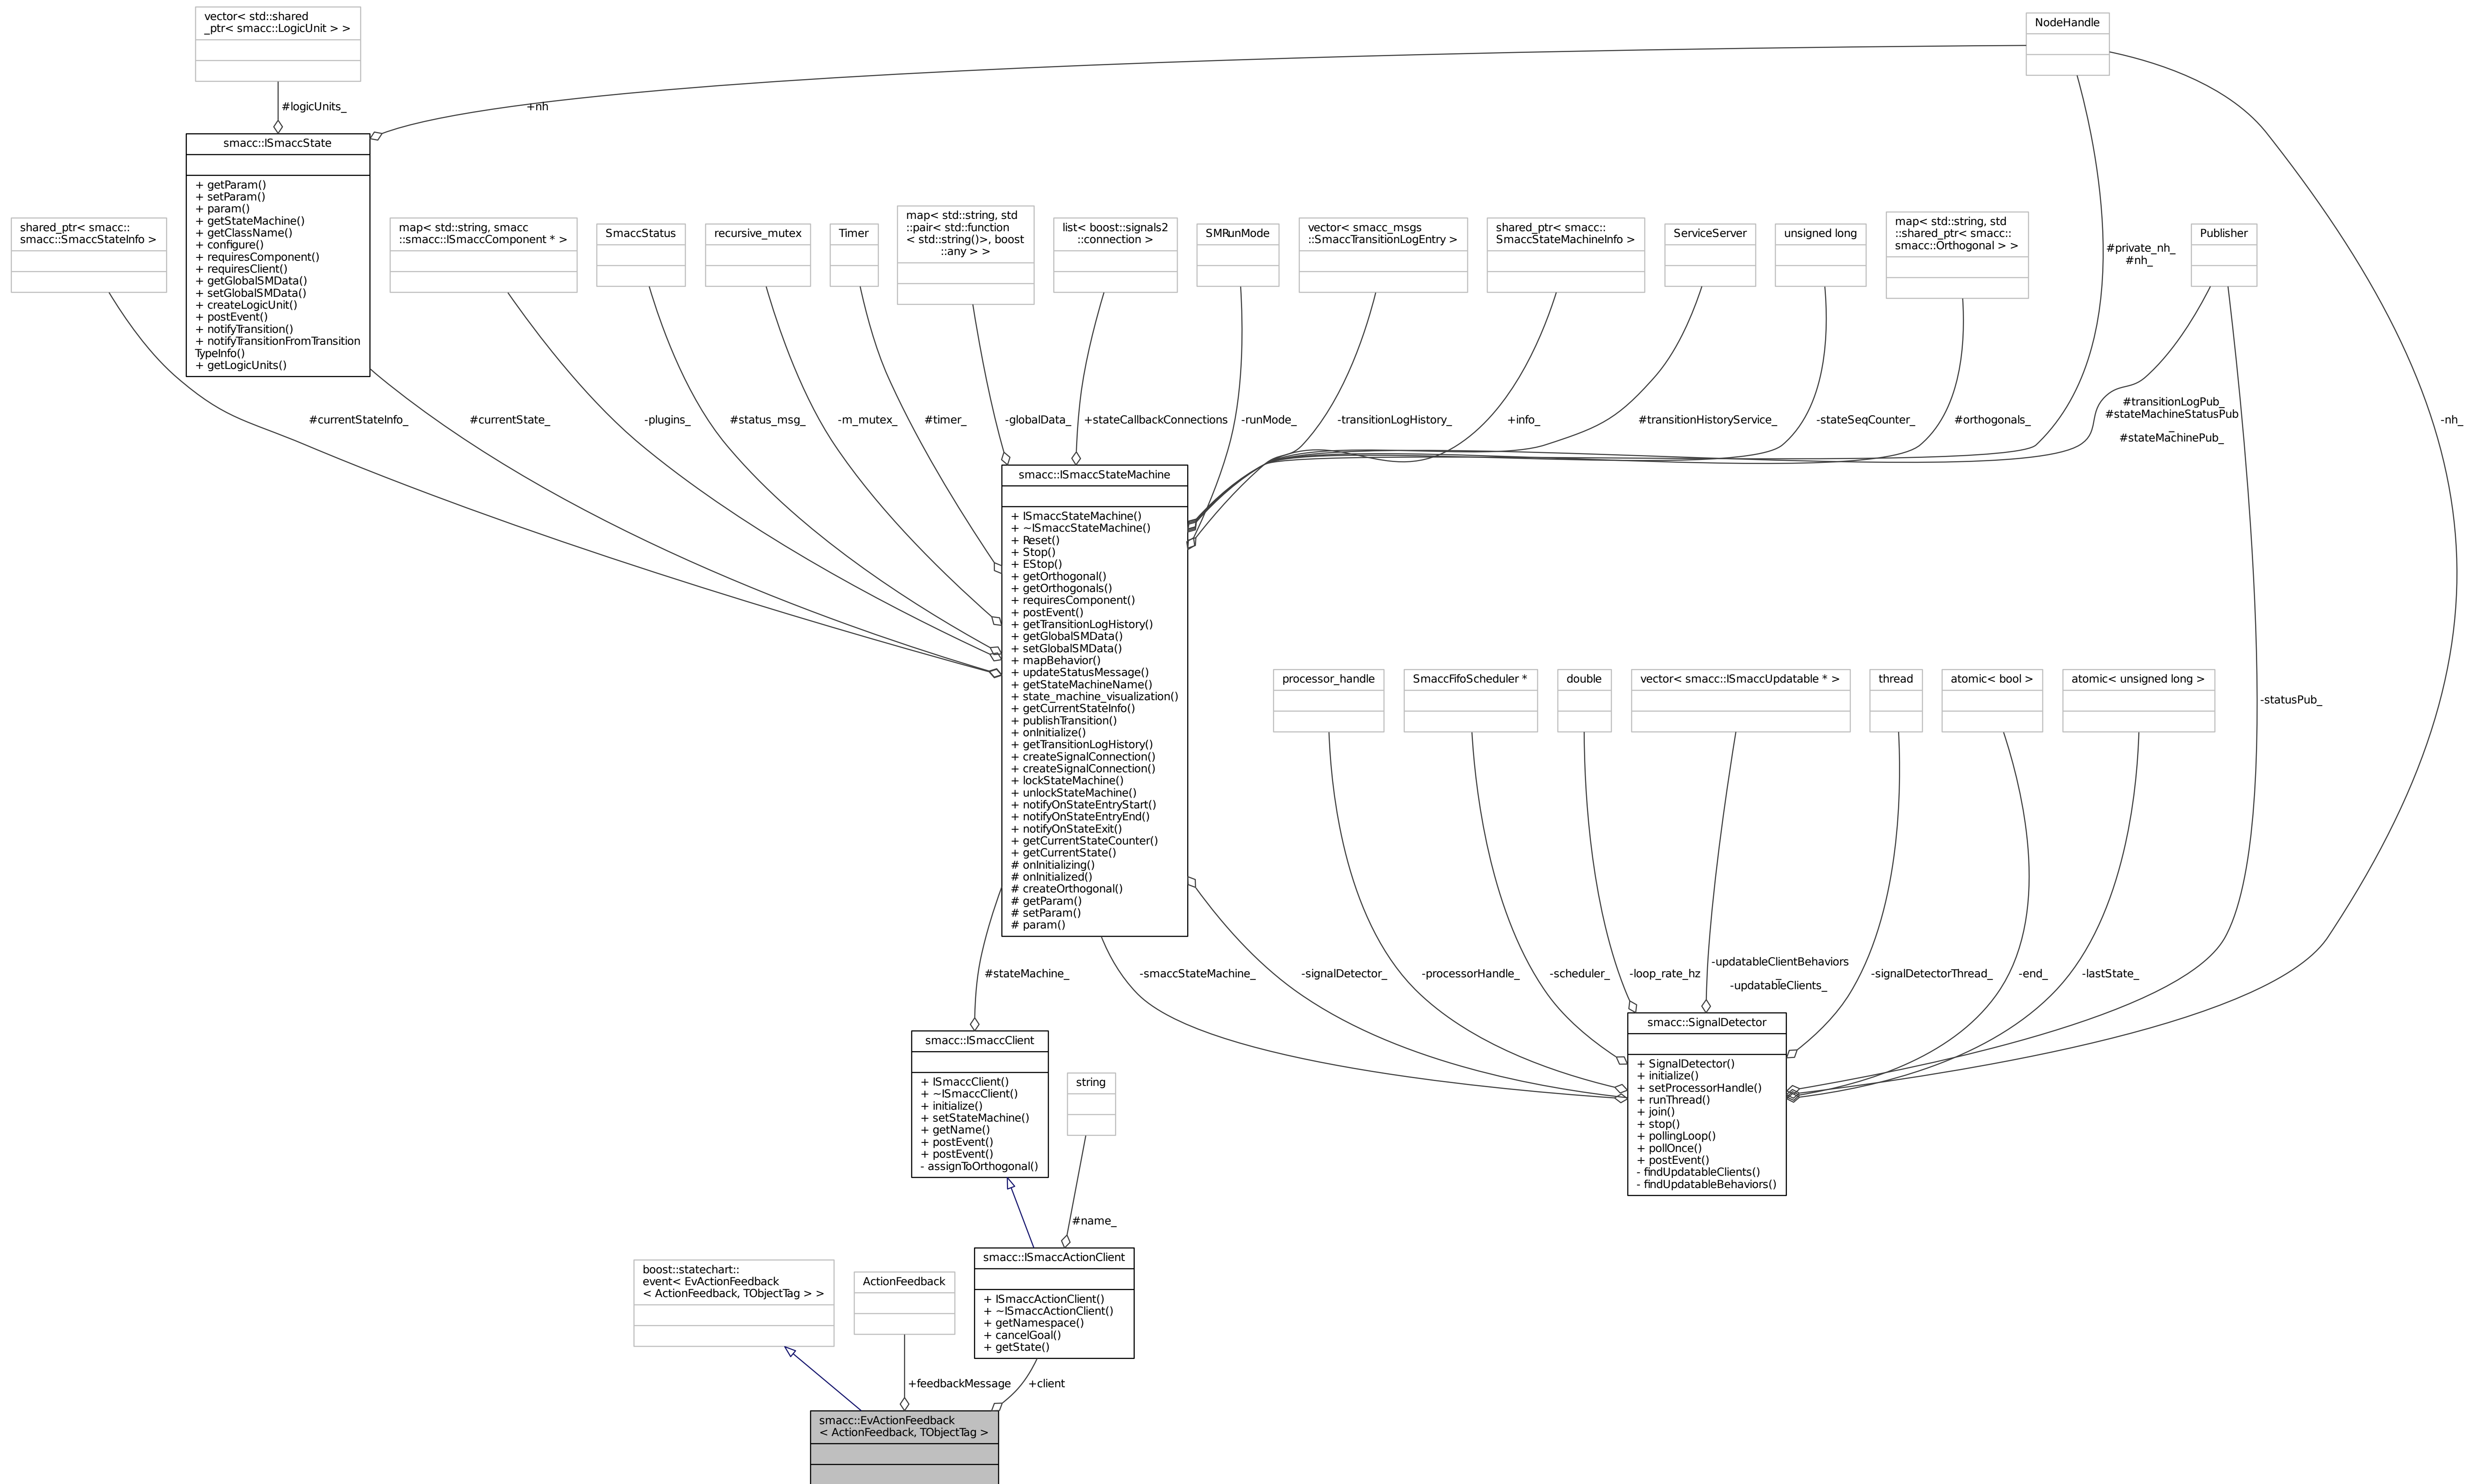 vector< std::shared
_ptr< smacc::LogicUnit > >
NodeHandle
#logicUnits_
+nh
smacc::ISmaccState
+ getParam()
+ setParam()
+ param()
+ getStateMachine()
+ getClassName()
+ configure()
+ requiresComponent()
+ requiresClient()
+ getGlobalSMData()
+ setGlobalSMData()
+ createLogicUnit()
+ postEvent()
+ notifyTransition()
+ notifyTransitionFromTransition
TypeInfo()
+ getLogicUnits()
shared_ptr< smacc::
smacc::SmaccStateInfo >
map< std::string, smacc
::smacc::ISmaccComponent * >
SmaccStatus
recursive_mutex
Timer
map< std::string, std
::pair< std::function
< std::string()>, boost
::any > >
list< boost::signals2
::connection >
SMRunMode
vector< smacc_msgs
::SmaccTransitionLogEntry >
shared_ptr< smacc::
SmaccStateMachineInfo >
ServiceServer
unsigned long
map< std::string, std
::shared_ptr< smacc::
smacc::Orthogonal > >
#private_nh_
#nh_
Publisher
#currentStateInfo_
#currentState_
-plugins_
#status_msg_
-m_mutex_
#timer_
-globalData_
+stateCallbackConnections
-runMode_
-transitionLogHistory_
+info_
#transitionHistoryService_
-stateSeqCounter_
#orthogonals_
#transitionLogPub_
#stateMachineStatusPub
_
#stateMachinePub_
-nh_
smacc::ISmaccStateMachine
+ ISmaccStateMachine()
+ ~ISmaccStateMachine()
+ Reset()
+ Stop()
+ EStop()
+ getOrthogonal()
+ getOrthogonals()
+ requiresComponent()
+ postEvent()
+ getTransitionLogHistory()
+ getGlobalSMData()
+ setGlobalSMData()
+ mapBehavior()
+ updateStatusMessage()
+ getStateMachineName()
+ state_machine_visualization()
+ getCurrentStateInfo()
+ publishTransition()
+ onInitialize()
+ getTransitionLogHistory()
+ createSignalConnection()
+ createSignalConnection()
+ lockStateMachine()
+ unlockStateMachine()
+ notifyOnStateEntryStart()
+ notifyOnStateEntryEnd()
+ notifyOnStateExit()
+ getCurrentStateCounter()
+ getCurrentState()
# onInitializing()
# onInitialized()
# createOrthogonal()
# getParam()
# setParam()
# param()
processor_handle
SmaccFifoScheduler *
double
vector< smacc::ISmaccUpdatable * >
thread
atomic< bool >
atomic< unsigned long >
-statusPub_
#stateMachine_
-smaccStateMachine_
-signalDetector_
-processorHandle_
-scheduler_
-loop_rate_hz
-updatableClientBehaviors
_
-updatableClients_
-signalDetectorThread_
-end_
-lastState_
smacc::SignalDetector
+ SignalDetector()
+ initialize()
+ setProcessorHandle()
+ runThread()
+ join()
+ stop()
+ pollingLoop()
+ pollOnce()
+ postEvent()
- findUpdatableClients()
- findUpdatableBehaviors()
smacc::ISmaccClient
+ ISmaccClient()
+ ~ISmaccClient()
+ initialize()
+ setStateMachine()
+ getName()
+ postEvent()
+ postEvent()
- assignToOrthogonal()
string
#name_
smacc::ISmaccActionClient
+ ISmaccActionClient()
+ ~ISmaccActionClient()
+ getNamespace()
+ cancelGoal()
+ getState()
boost::statechart::
event< EvActionFeedback
< ActionFeedback, TObjectTag > >
ActionFeedback
+feedbackMessage
+client
smacc::EvActionFeedback
< ActionFeedback, TObjectTag >